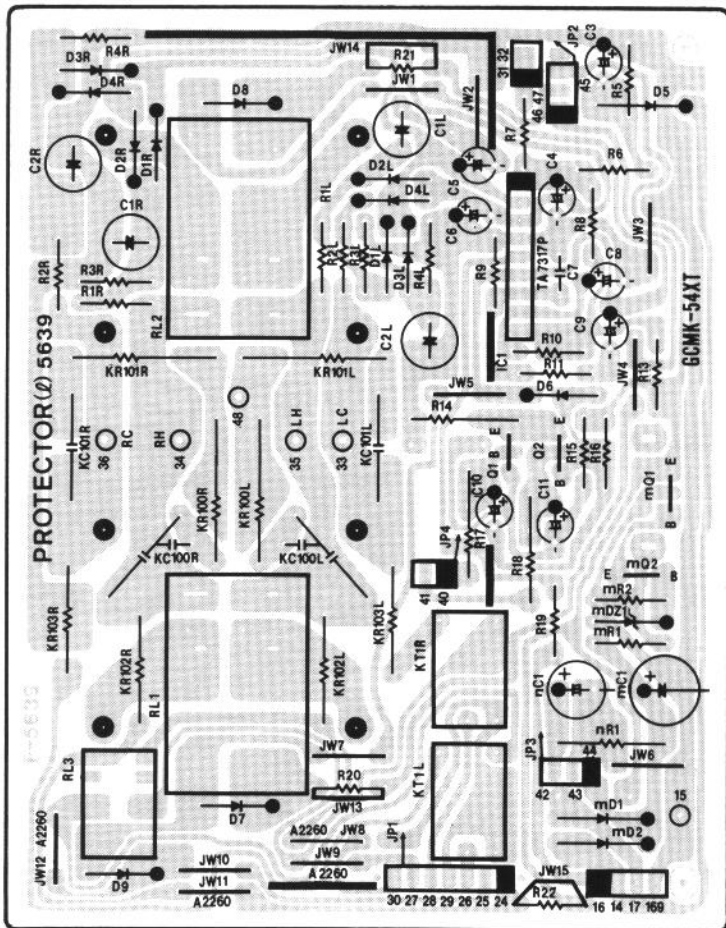 R4R
D3R
D4R
D8
JW14
R21
JW1
JW2
31 32
JP2
C3
45
46 47
R5
D5
R7
C2R
D2R
D1R
C1L
R1L
D2L
D4L
C5
C4
R6
C1R
C6
R8
JW3
R2R
R3R
R1R
R2L
R3L
D1L
D3L
R4L
R9
TA7317P
C7
C8
C9
RL2
C2L
IC1
R10
R11
GCMK-54XT
PROTECTOR(ℓ) 5639
KR101R
KR101L
JW5
D6
JW4
R13
48
R14
KC101R
36
RC
RH
34
LH
35
LC
33
KC101L
E
B
Q1
Q2
E
B
R15
R16
mQ1
E
B
KR100R
KR100L
C10
C11
R17
JP4
KC100R
KC100L
41
40
R18
E
mQ2
B
mR2
mDZ1
mR1
KR103R
KR103L
R19
KR102R
RL1
KR102L
KT1R
nC1
mC1
P-5639
JW7
nR1
RL3
KT1L
JP3
44
JW6
R20
JW13
42
43
15
D7
mD1
mD2
JW12 A2260
A2260
JW8
JP1
JW10
JW9
D9
JW11
A2260
A2260
30 27 28 29 26 25 24
JW15
R22
16 14 17 169